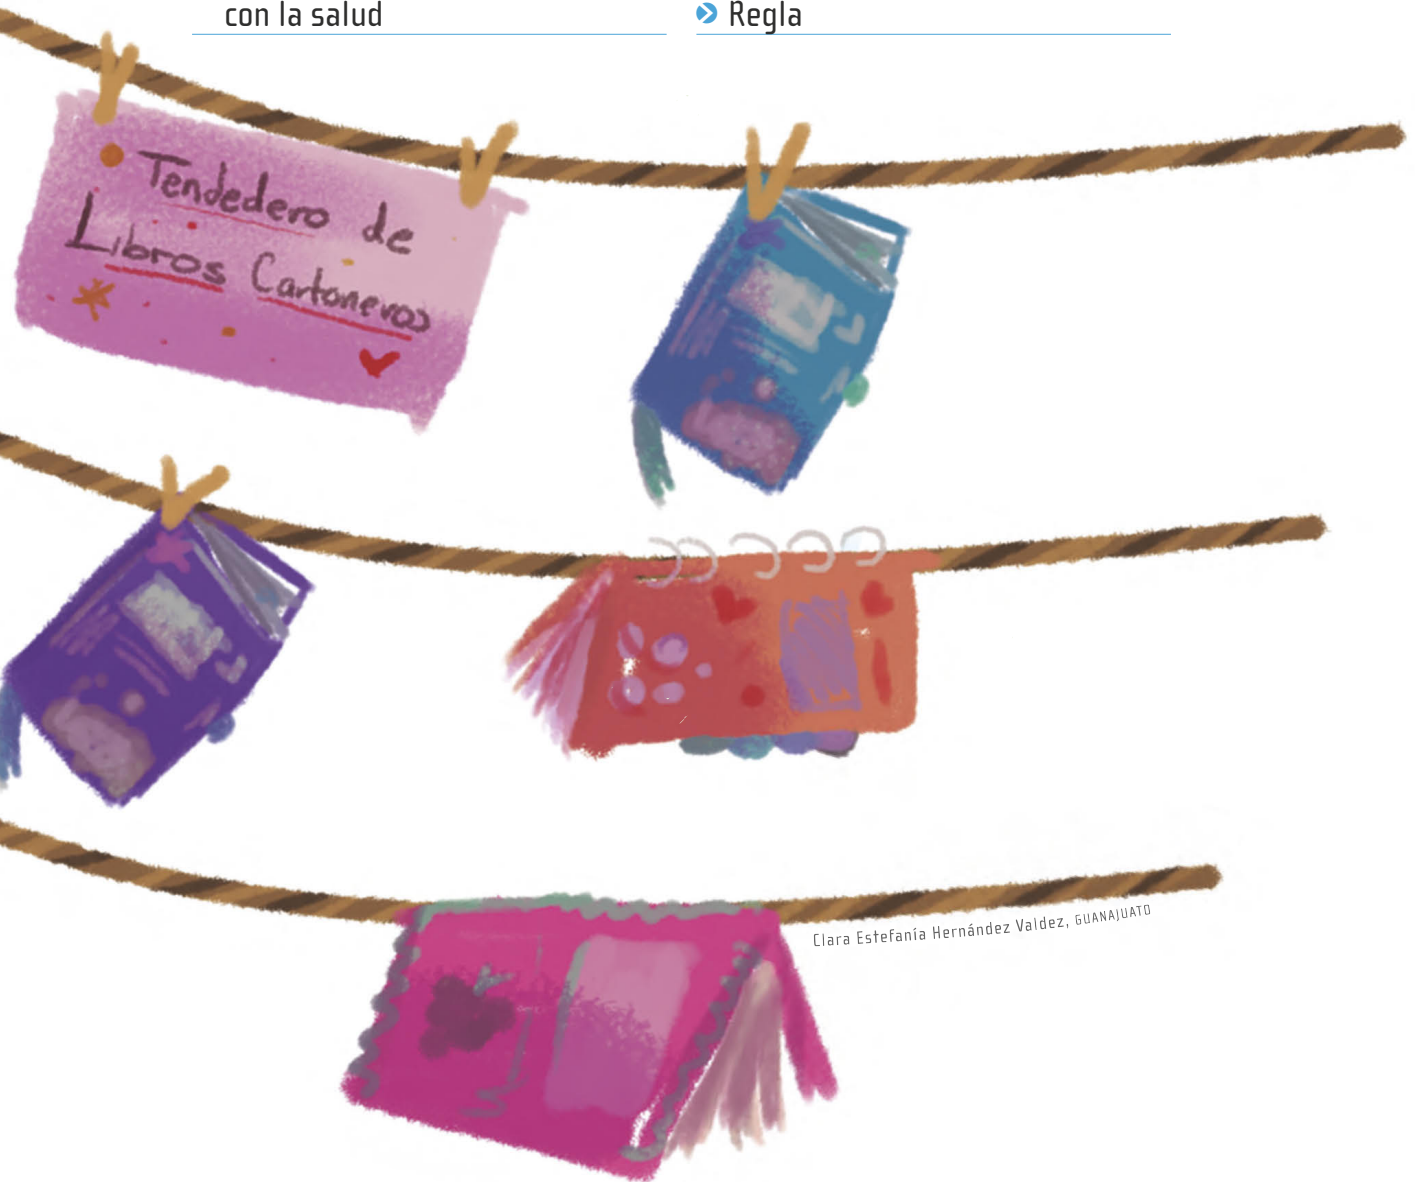 con la salud
Regla
Tendedero de
Libros Cartoneros
Clara Estefanía Hernández Valdez, GUANAJUATO